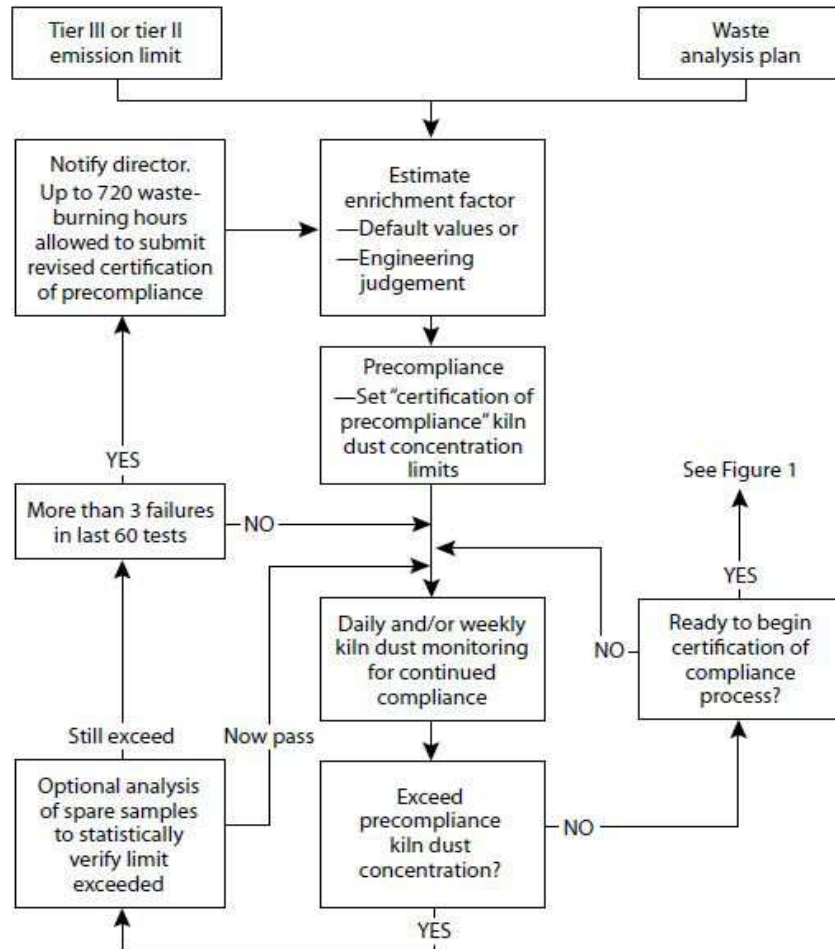 Tier III or tier II
emission limit
Waste
analysis plan
Notify director.
Up to 720 waste-
burning hours
allowed to submit
revised certification
of precompliance
Estimate
enrichment factor
—Default values or
—Engineering
judgement
Precompliance
—Set "certification of
precompliance" kiln
dust concentration
limits
YES
See Figure 1
More than 3 failures
in last 60 tests
NO
YES
Daily and/or weekly
kiln dust monitoring
for continued
compliance
NO
Ready to begin
certification of
compliance
process?
Still exceed
Now pass
Optional analysis
of spare samples
to statistically
verify limit
exceeded
Exceed
precompliance
kiln dust
concentration?
NO
YES